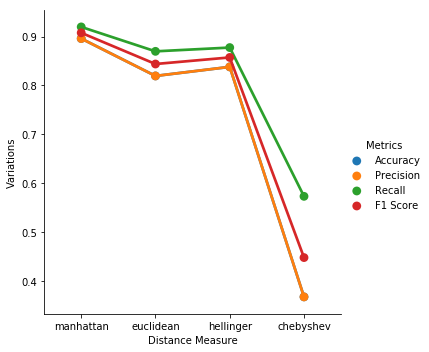 0.9
0.8
0.7
0.6
0.5
0.4
Variations
manhattan
euclidean
hellinger
chebyshev
Distance Measure
Metrics
Accuracy
Precision
Recall
F1 Score